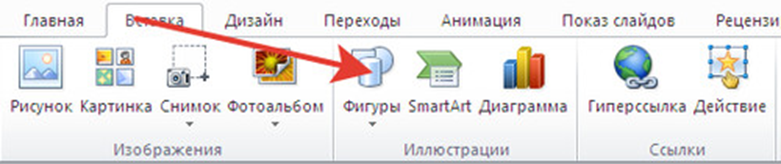 Главная Вставка Дизайн Переходы Анимация Показ слайдов Рецензи
Рисунок Картинка Снимок Фотоальбом Фигуры SmartArt Диаграмма Гиперссылка Действие
Изображения Иллюстрации Ссылки